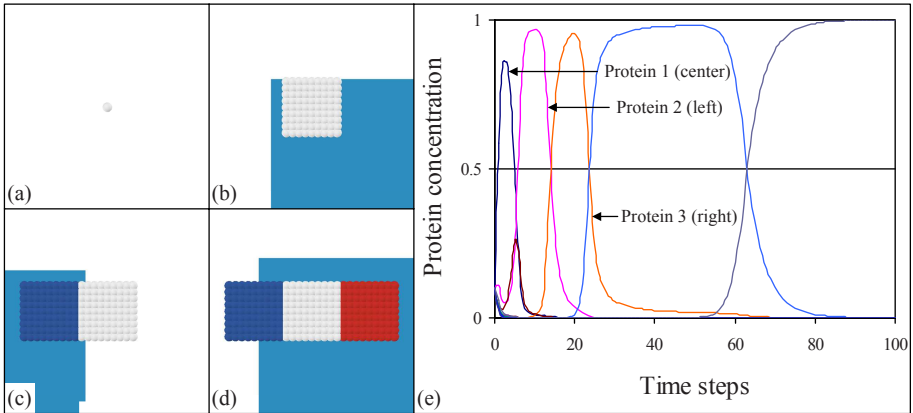 (a)
(b)
(c)
(d)
(e)
Protein concentration
1
0.5
0
Protein 1 (center)
Protein 2 (left)
Protein 3 (right)
0 20 40 60 80 100
Time steps